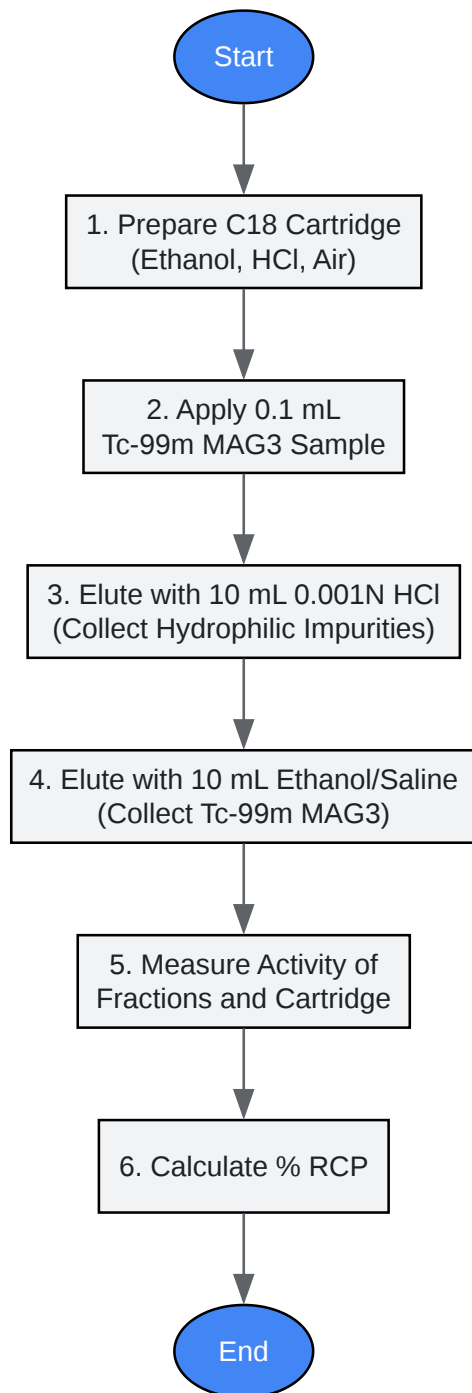 Start
1. Prepare C18 Cartridge
(Ethanol, HCl, Air)
2. Apply 0.1 mL
Tc-99m MAG3 Sample
3. Elute with 10 mL 0.001N HCl
(Collect Hydrophilic Impurities)
4. Elute with 10 mL Ethanol/Saline
(Collect Tc-99m MAG3)
5. Measure Activity of
Fractions and Cartridge
6. Calculate % RCP
End